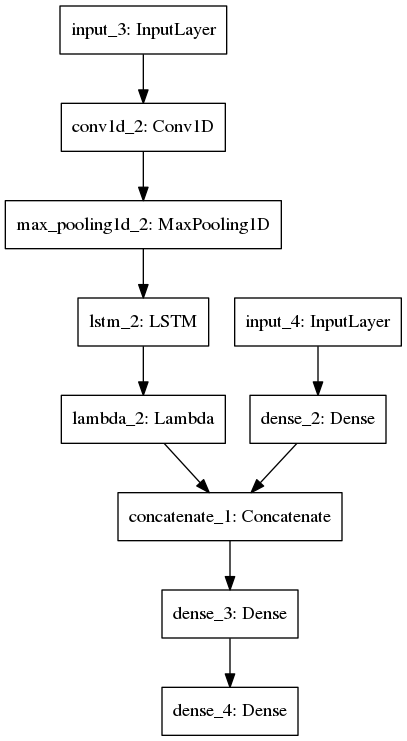 input_3: InputLayer
conv1d_2: Conv1D
max_pooling1d_2: MaxPooling1D
lstm_2: LSTM
input_4: InputLayer
lambda_2: Lambda
dense_2: Dense
concatenate_1: Concatenate
dense_3: Dense
dense_4: Dense